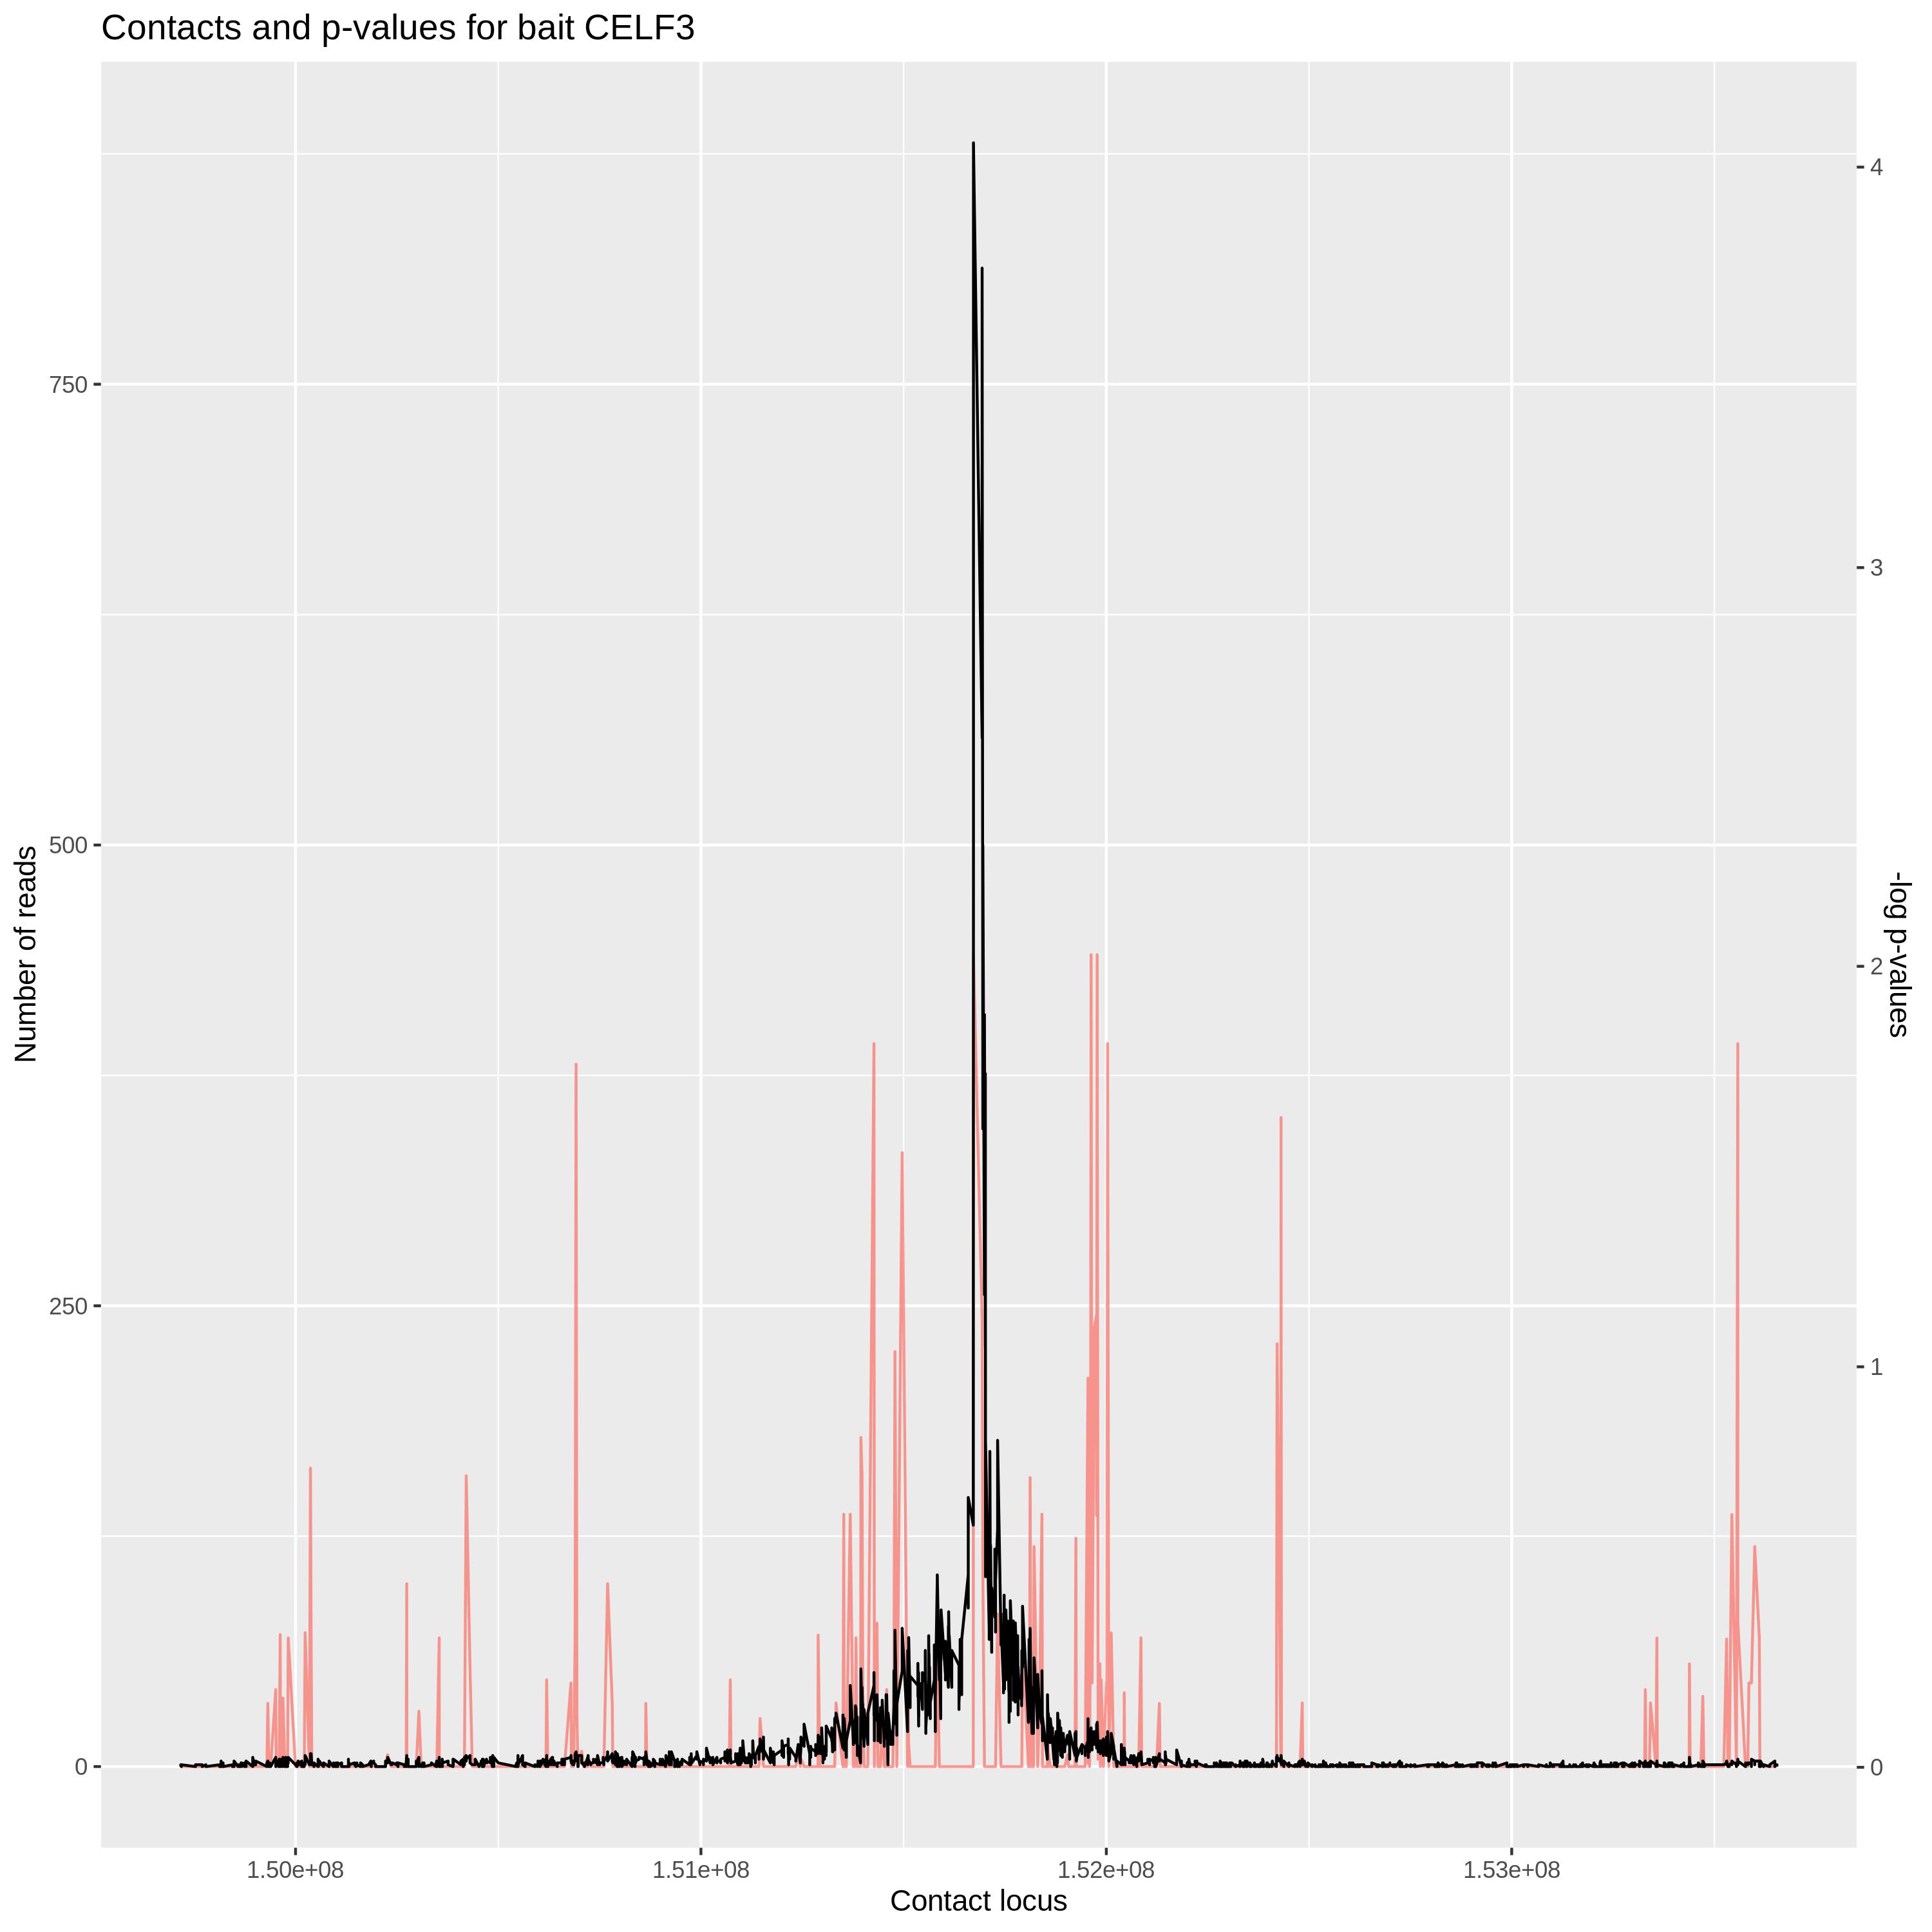 Contacts and p-values for bait CELF3
Number of reads
750
500
250
0
4
3
2
1
0
-log p-values
1.50e+08 1.51e+08 1.52e+08 1.53e+08
Contact locus